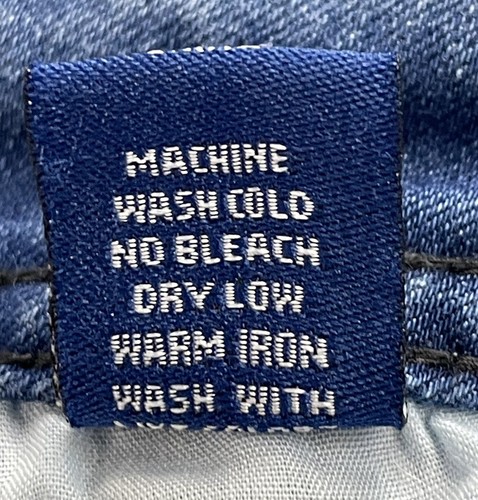 MACHINE
WASH COLD
NO BLEACH
DRY LOW
WARM IRON
WASH WITH